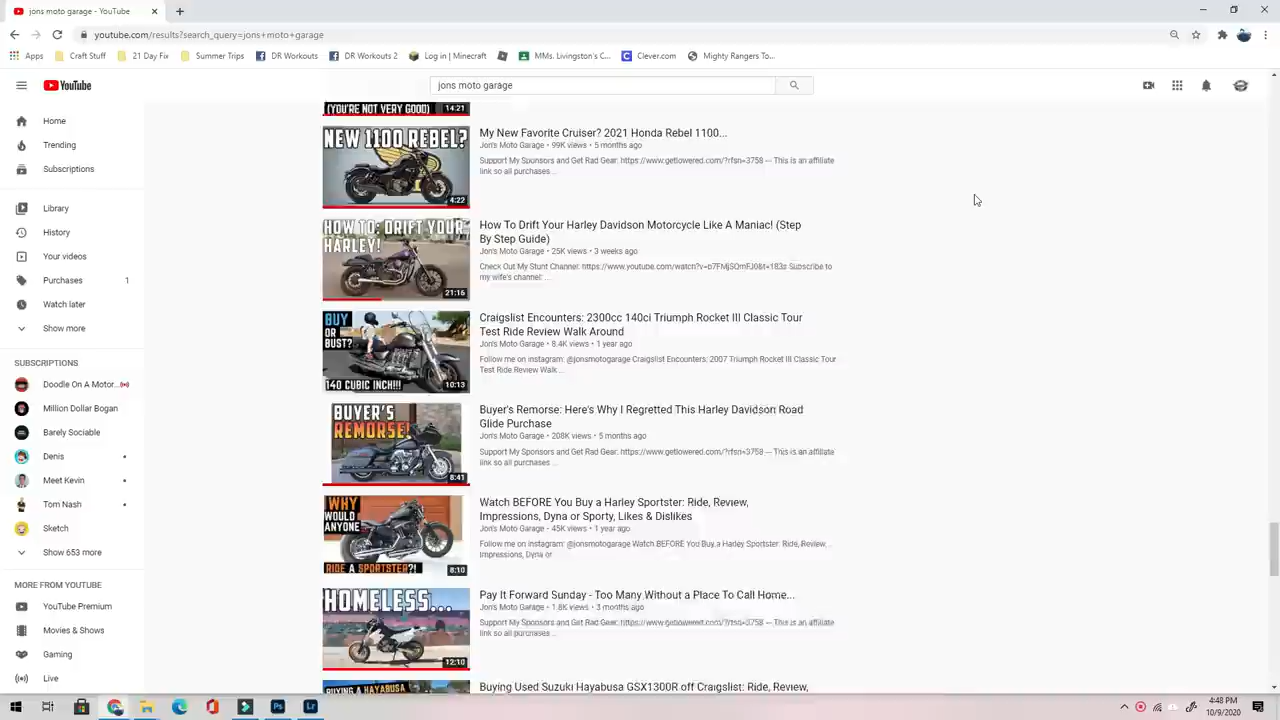 jons moto garage - YouTube
youtube.com/results?search_query=jons+moto+garage
Apps
Craft Stuff
21 Day Fix
Summer Trips
DR Workouts
DR Workouts 2
Log in | Minecraft
MMs. Livingston's C...
Clever.com
Mighty Rangers To...
YouTube
jons moto garage
Home
Trending
Subscriptions
Library
History
Your videos
Purchases 1
Watch later
Show more
SUBSCRIPTIONS
Doodle On A Motor...
Million Dollar Bogan
Barely Sociable
Denis
Meet Kevin
Tom Nash
Sketch
Show 653 more
MORE FROM YOUTUBE
YouTube Premium
Movies & Shows
Gaming
Live
(YOU'RE NOT VERY GOOD)
14:21
NEW 1100 REBEL?
4:22
My New Favorite Cruiser? 2021 Honda Rebel 1100...
Jon's Moto Garage • 99K views • 5 months ago
Support My Sponsors and Get Rad Gear: https://www.getlowered.com/?rfsn=3758 --- This is an affiliate
link so all purchases ...
HOW TO: DRIFT YOUR
HARLEY!
21:16
How To Drift Your Harley Davidson Motorcycle Like A Maniac! (Step
By Step Guide)
Jon's Moto Garage • 25K views • 3 weeks ago
Check Out My Stunt Channel: Subscribe to
my wife's channel: ...
BUY
OR
BUST?
140 CUBIC INCH!!!
10:13
Craigslist Encounters: 2300cc 140ci Triumph Rocket III Classic Tour
Test Ride Review Walk Around
Jon's Moto Garage • 8.4K views • 1 year ago
Follow me on instagram: @jonsmotogarage Craigslist Encounters: 2007 Triumph Rocket III Classic Tour
Test Ride Review Walk ...
BUYER'S
REMORSE!
8:41
Buyer's Remorse: Here's Why I Regretted This Harley Davidson Road
Glide Purchase
Jon's Moto Garage • 208K views • 5 months ago
Support My Sponsors and Get Rad Gear: https://www.getlowered.com/?rfsn=3758 --- This is an affiliate
link so all purchases ...
WHY
WOULD
ANYONE
RIDE A SPORTSTER?!
8:10
Watch BEFORE You Buy a Harley Sportster: Ride, Review,
Impressions, Dyna or Sporty, Likes & Dislikes
Jon's Moto Garage • 45K views • 1 year ago
Follow me on instagram: @jonsmotogarage Watch BEFORE You Buy a Harley Sportster: Ride, Review,
Impressions, Dyna or
HOMELESS...
12:10
Pay It Forward Sunday - Too Many Without a Place To Call Home...
Jon's Moto Garage • 1.8K views • 3 months ago
Support My Sponsors and Get Rad Gear: https://www.getlowered.com/?rfsn=3758 --- This is an affiliate
link so all purchases ...
BUYING A HAYABUSA
Buying Used Suzuki Hayabusa GSX1300R off Craigslist: Ride, Review,
Ps
Lr
4:48 PM
10/9/2020